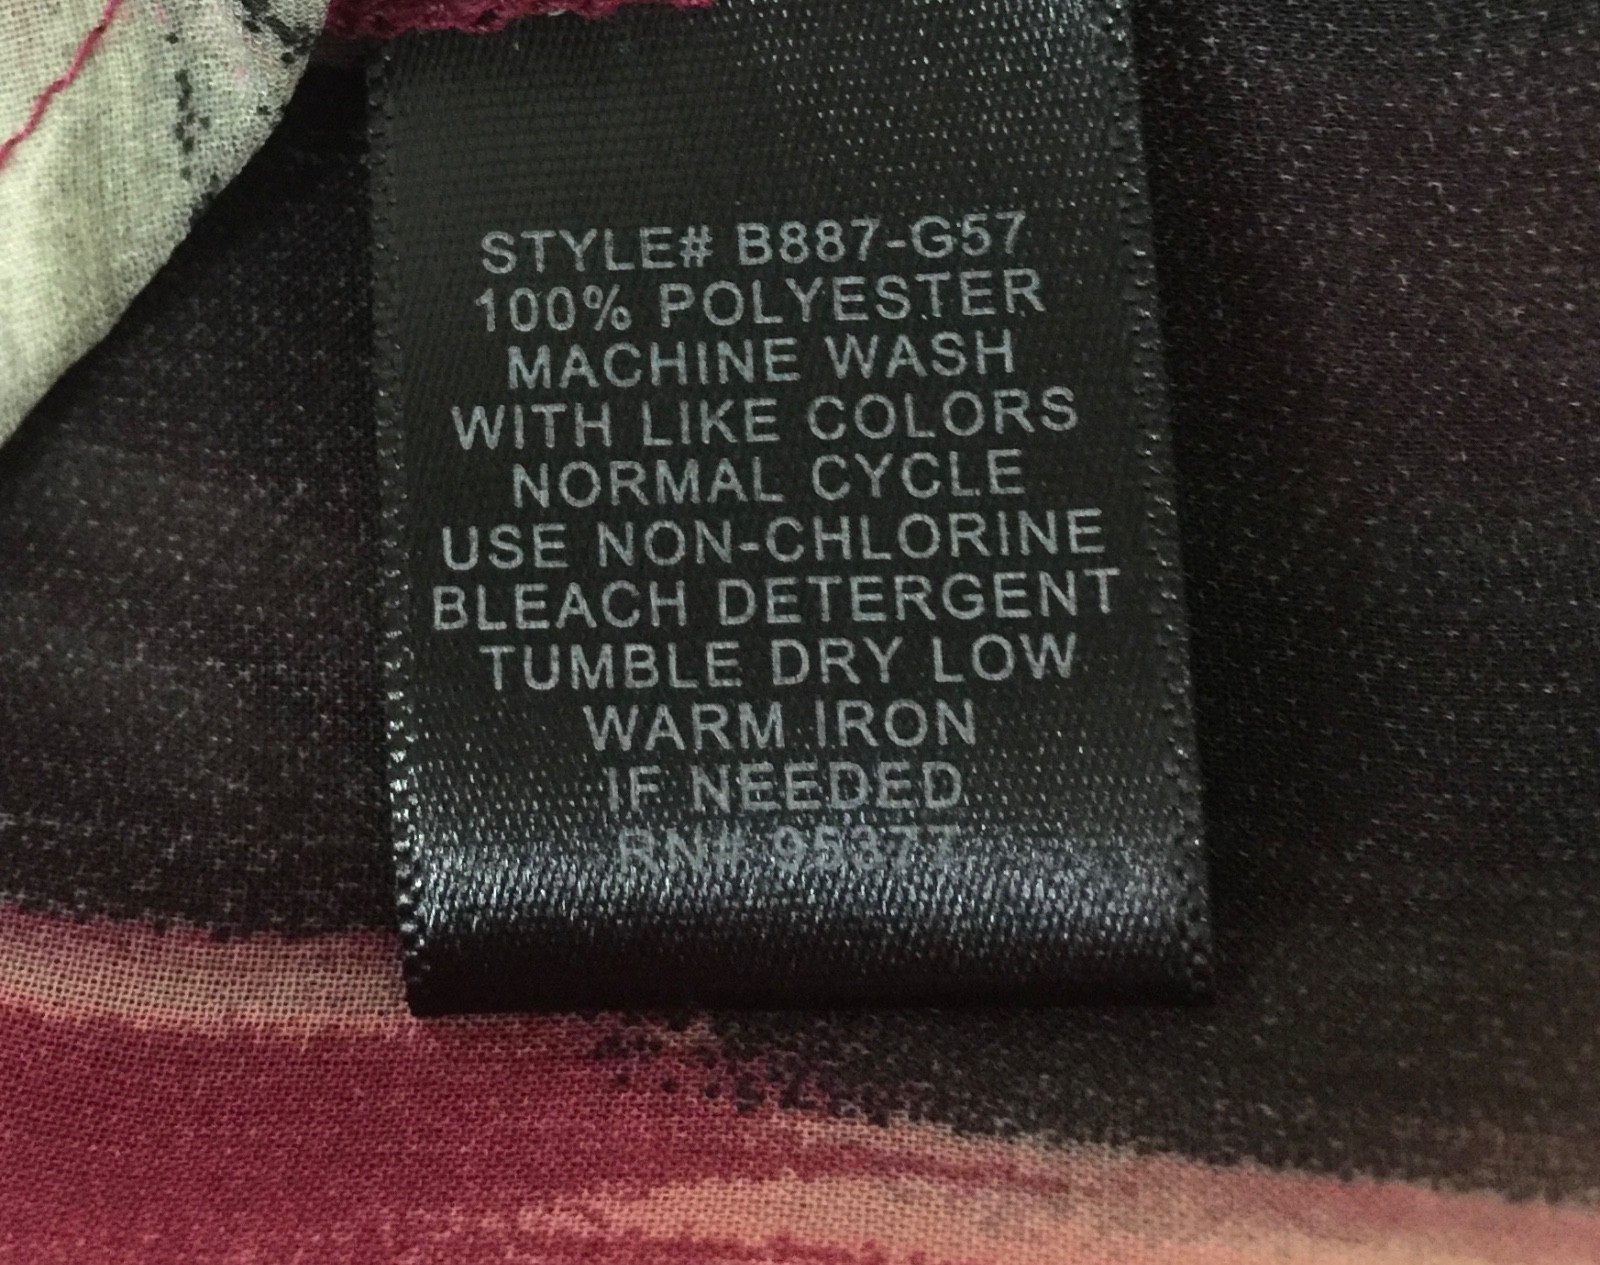 STYLE# B887-G57
100% POLYESTER
MACHINE WASH
WITH LIKE COLORS
NORMAL CYCLE
USE NON-CHLORINE
BLEACH DETERGENT
TUMBLE DRY LOW
WARM IRON
IF NEEDED
RN# 95377